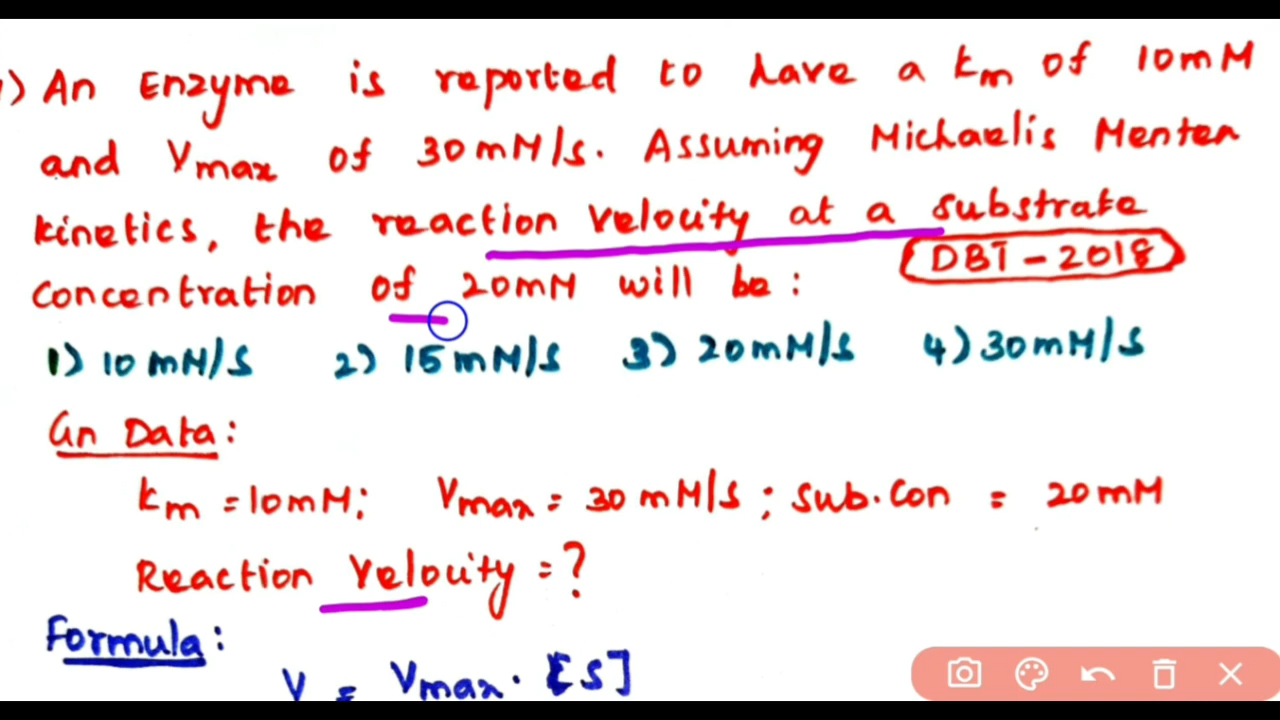 1) An Enzyme is reported to have a Km of 10mM
and Vmax of 30mM/s. Assuming Michaelis Menten
kinetics, the reaction velocity at a substrate
DBT-2018
concentration of 20mM will be:
1) 10mM/s 2) 15mM/s 3) 20mM/s 4) 30mM/s
Gn Data:
Km = 10mM; Vmax = 30mM/s; Sub.Con = 20mM
Reaction Velocity = ?
Formula:
V = Vmax. [S]